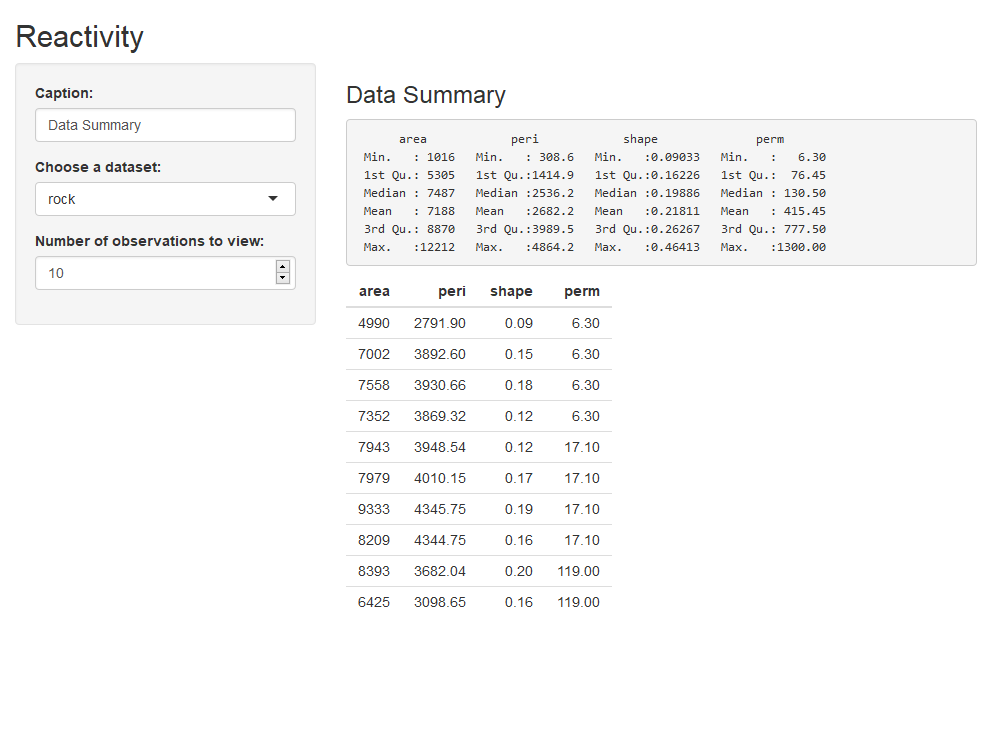 Reactivity
Caption:
Data Summary
Choose a dataset:
rock
Number of observations to view:
10
Data Summary
area peri shape perm
Min. : 1016 Min. : 308.6 Min. :0.09033 Min. : 6.30
1st Qu.: 5305 1st Qu.:1414.9 1st Qu.:0.16226 1st Qu.: 76.45
Median : 7487 Median :2536.2 Median :0.19886 Median : 130.50
Mean : 7188 Mean :2682.2 Mean :0.21811 Mean : 415.45
3rd Qu.: 8870 3rd Qu.:3989.5 3rd Qu.:0.26267 3rd Qu.: 777.50
Max. :12212 Max. :4864.2 Max. :0.46413 Max. :1300.00
area peri shape perm
4990 2791.90 0.09 6.30
7002 3892.60 0.15 6.30
7558 3930.66 0.18 6.30
7352 3869.32 0.12 6.30
7943 3948.54 0.12 17.10
7979 4010.15 0.17 17.10
9333 4345.75 0.19 17.10
8209 4344.75 0.16 17.10
8393 3682.04 0.20 119.00
6425 3098.65 0.16 119.00